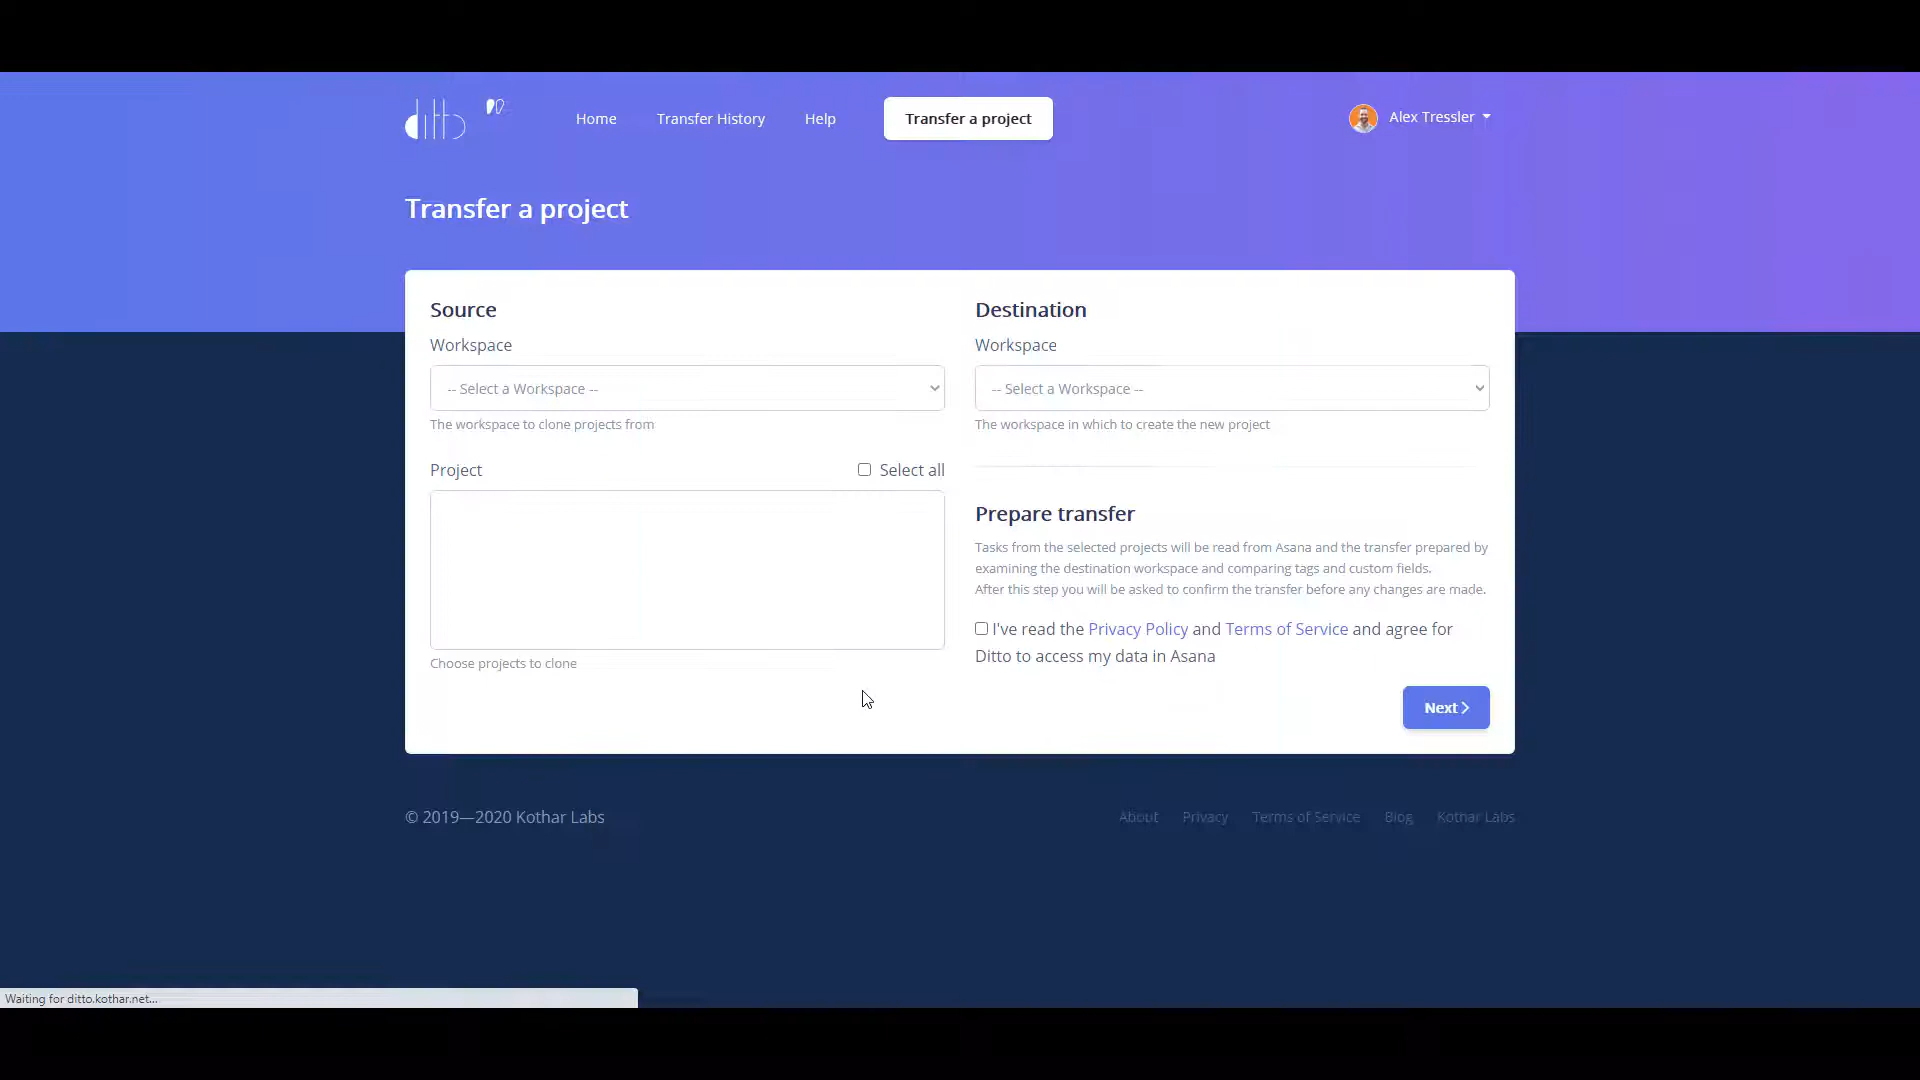 ditto
Home
Transfer History
Help
Transfer a project
Alex Tressler
Transfer a project
Source
Workspace
-- Select a Workspace --
The workspace to clone projects from
Project
Select all
Choose projects to clone
Destination
Workspace
-- Select a Workspace --
The workspace in which to create the new project
Prepare transfer
Tasks from the selected projects will be read from Asana and the transfer prepared by
examining the destination workspace and comparing tags and custom fields.
After this step you will be asked to confirm the transfer before any changes are made.
I've read the Privacy Policy and Terms of Service and agree for
Ditto to access my data in Asana
Next
© 2019—2020 Kothar Labs
About
Privacy
Terms of Service
Blog
Kothar Labs
Waiting for ditto.kothar.net...